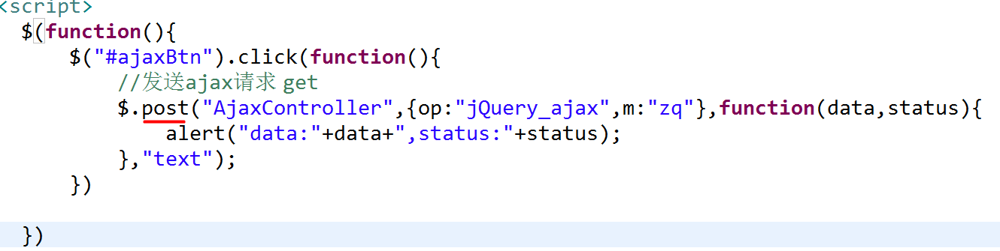 <script>
$(function(){
$("#ajaxBtn").click(function(){
//发送ajax请求 get
$.post("AjaxController",{op:"jQuery_ajax",m:"zq"},function(data,status){
alert("data:"+data+",status:"+status);
},"text");
})
})